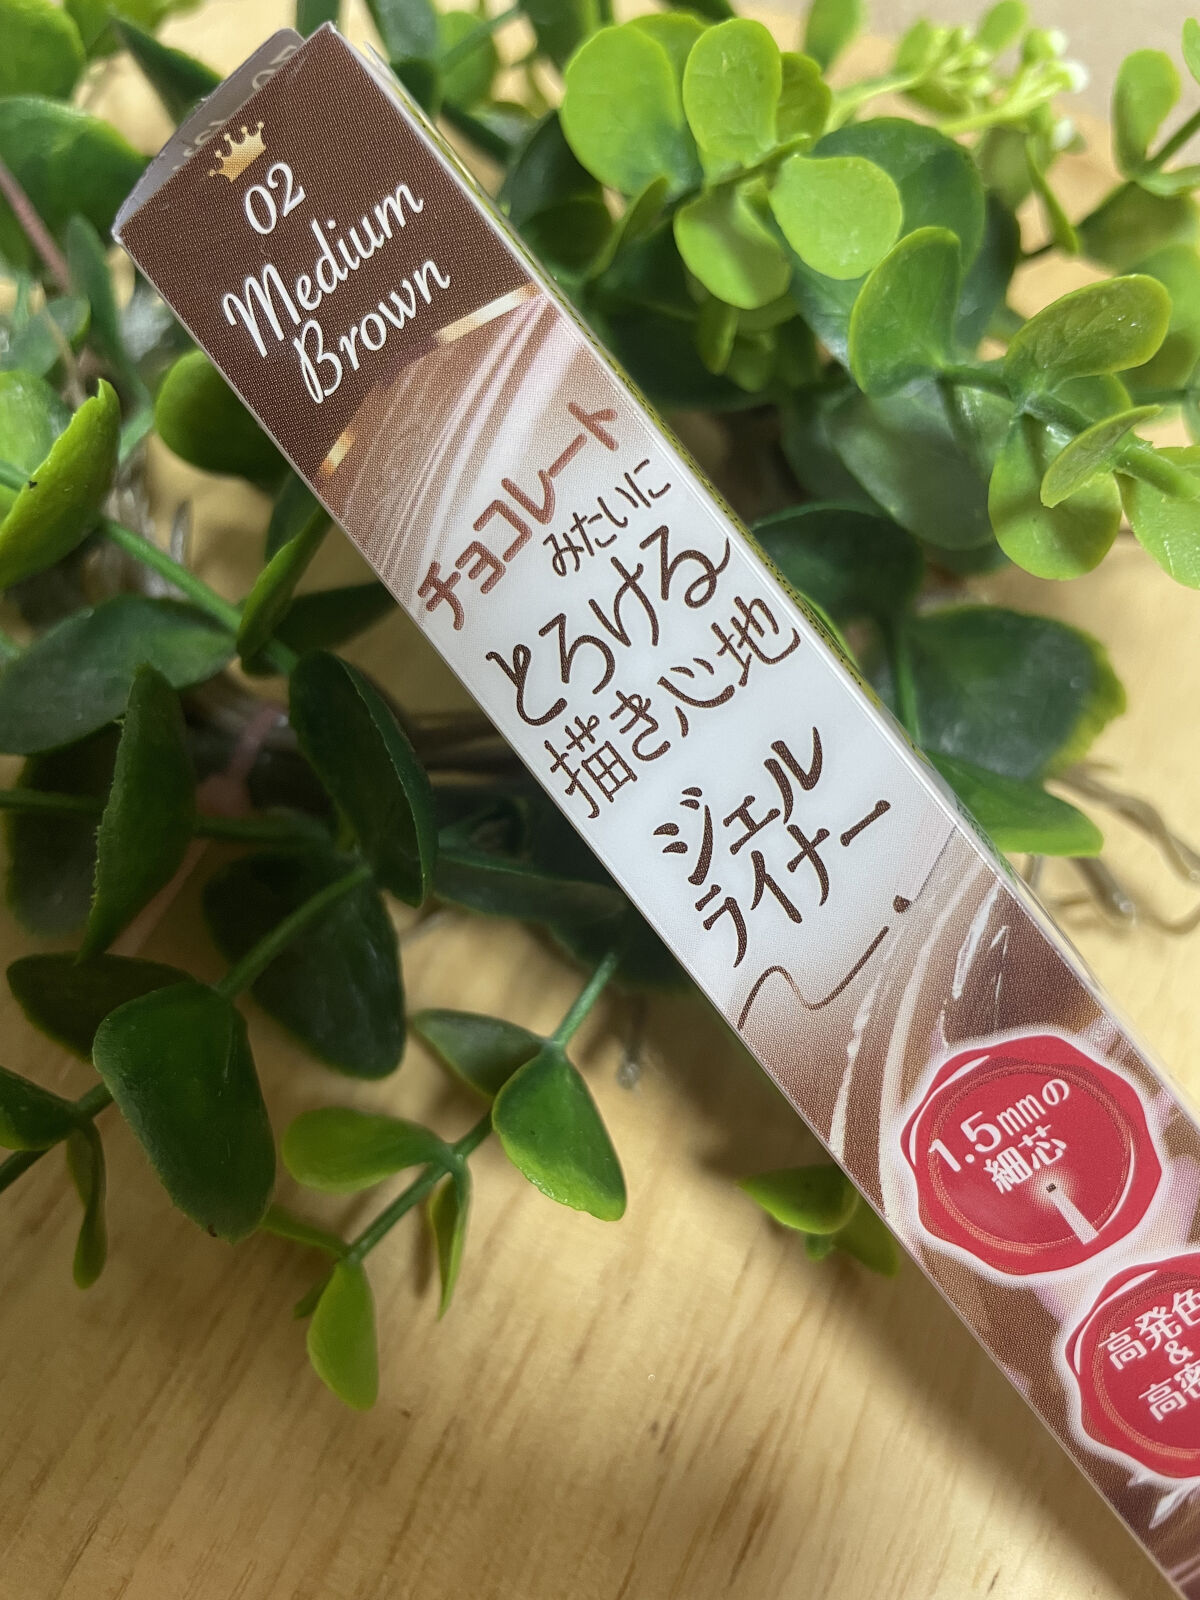 02
Medium
Brown
チョコレート
みたいに
とろける
描き心地
ジェル
ライナー
1.5mmの
細芯
高発色
&
高密